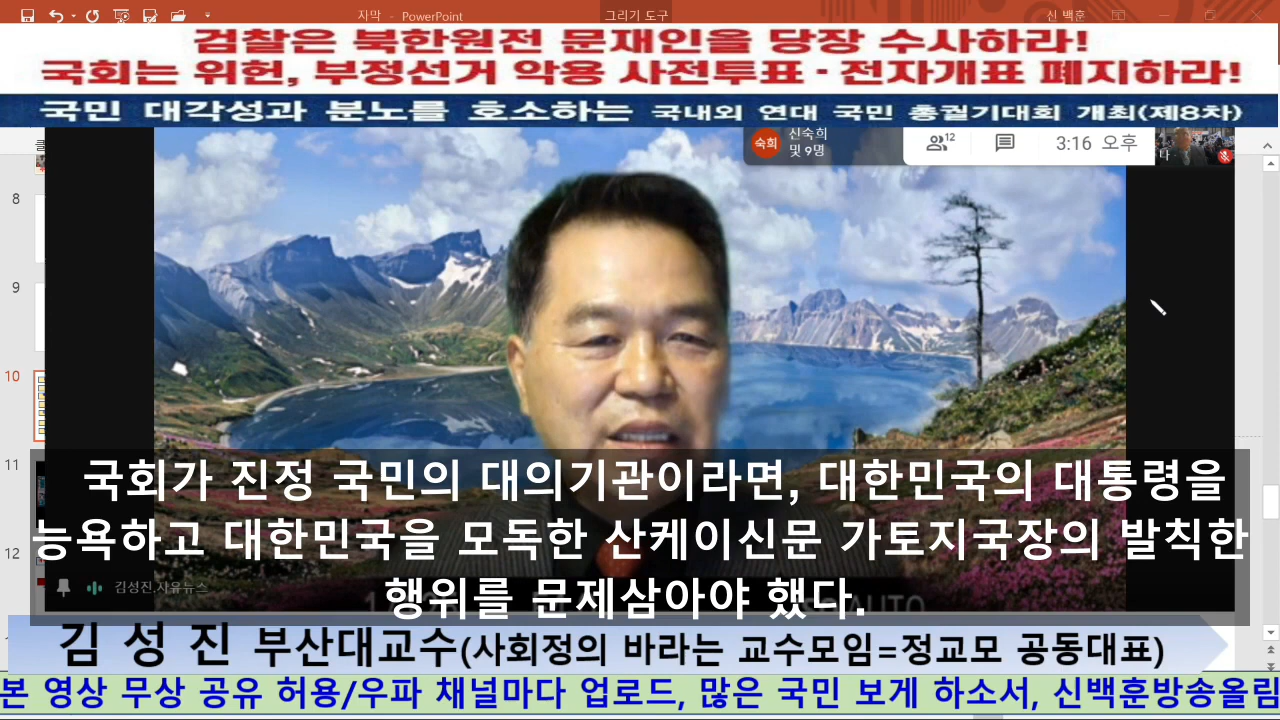 자막 - PowerPoint
그리기 도구
신 백훈
검찰은 북한원전 문재인을 당장 수사하라!
국회는 위헌, 부정선거 악용 사전투표·전자개표 폐지하라!
국민 대각성과 분노를 호소하는 국내외 연대 국민 총궐기대회 개최(제8차)
숙희
신숙희
및 9명
12
3:16 오후
나
8
9
10
11
12
국회가 진정 국민의 대의기관이라면, 대한민국의 대통령을
능욕하고 대한민국을 모독한 산케이신문 가토지국장의 발칙한
행위를 문제삼아야 했다.
김성진.자유뉴스
김 성 진 부산대교수(사회정의 바라는 교수모임=정교모 공동대표)
본 영상 무상 공유 허용/우파 채널마다 업로드, 많은 국민 보게 하소서, 신백훈방송올림